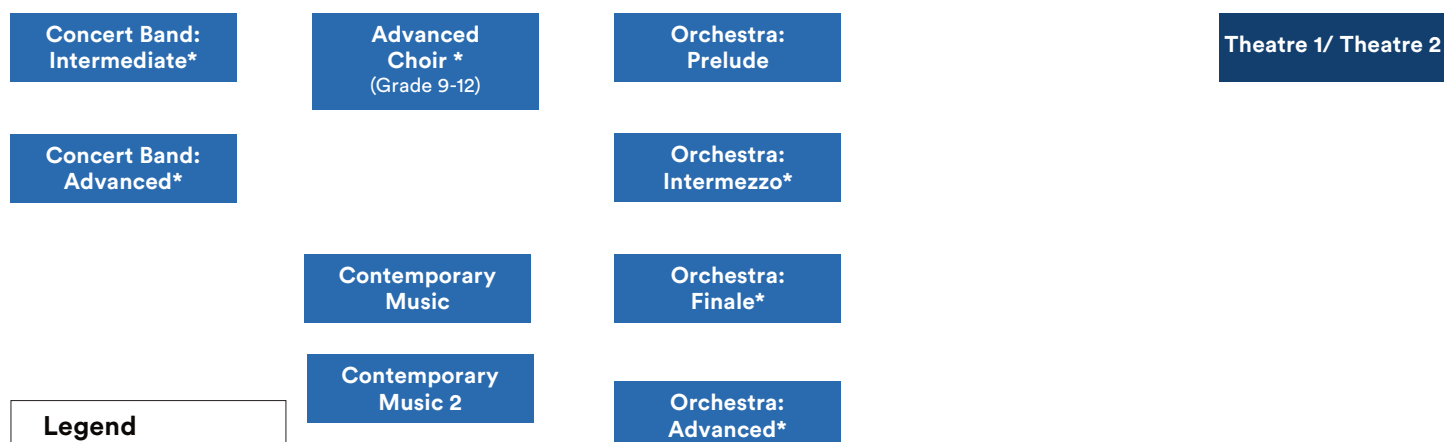 Concert Band:
Intermediate*
Advanced
Choir *
(Grade 9-12)
Orchestra:
Prelude
Theatre 1/ Theatre 2
Concert Band:
Advanced*
Orchestra:
Intermezzo*
Contemporary
Music
Orchestra:
Finale*
Contemporary
Music 2
Orchestra:
Advanced*
Legend